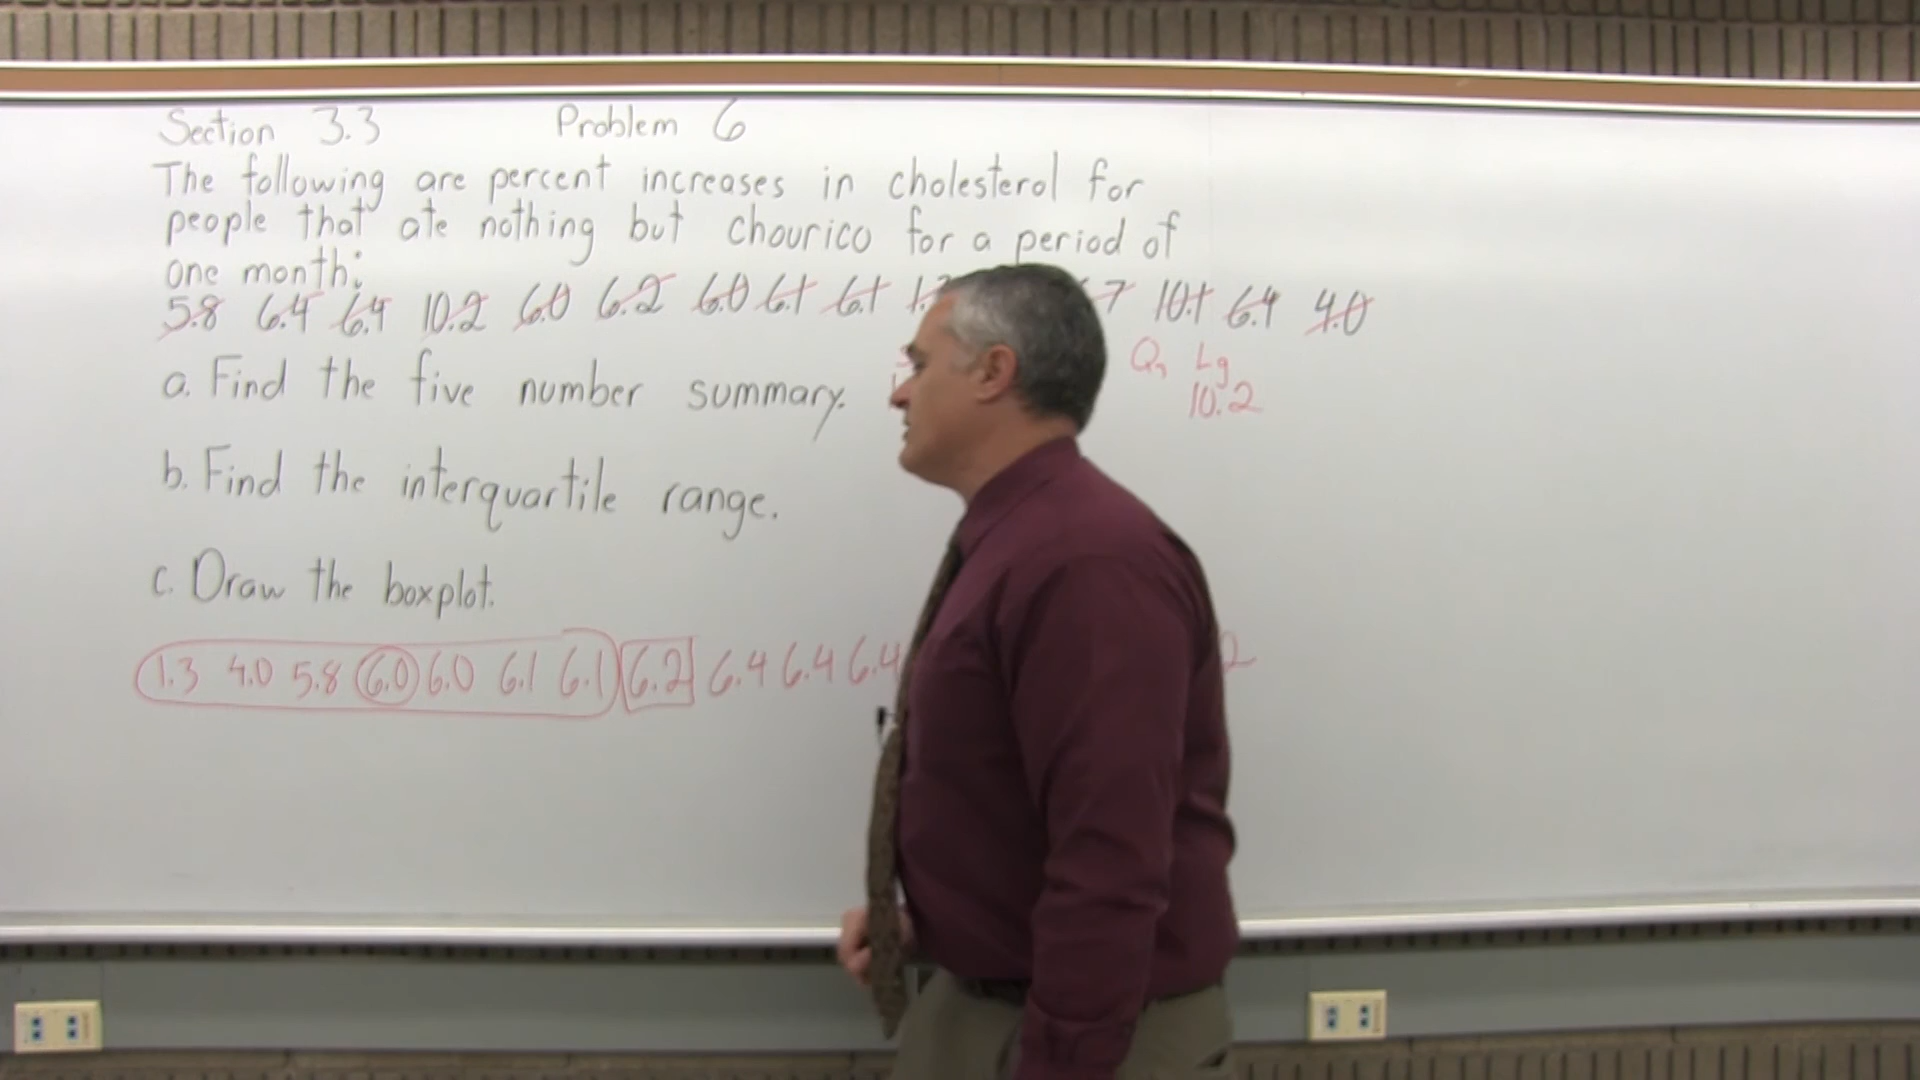 Section 3.3 Problem 6
The following are percent increases in cholesterol for
people that ate nothing but chourico for a period of
one month:
5.8 6.4 6.4 10.2 6.0 6.2 6.0 6.1 6.1 10.1 6.4 4.0
Q₃ Lg
a. Find the five number summary. 10.2
b. Find the interquartile range.
c. Draw the boxplot.
1.3 4.0 5.8 6.0 6.0 6.1 6.1 6.2 6.4 6.4 6.4